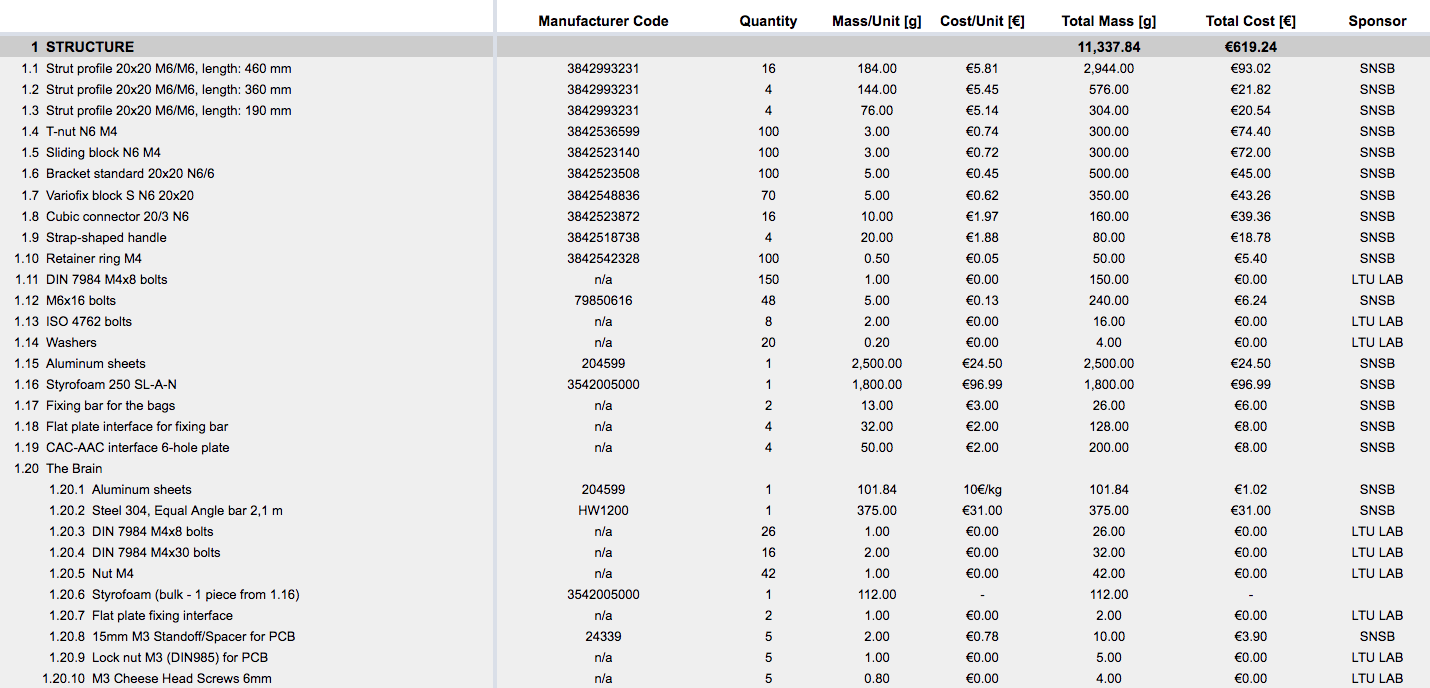 Manufacturer Code Quantity Mass/Unit [g] Cost/Unit [€] Total Mass [g] Total Cost [€] Sponsor
1 STRUCTURE 11,337.84 €619.24
1.1 Strut profile 20x20 M6/M6, length: 460 mm 3842993231 16 184.00 €5.81 2,944.00 €93.02 SNSB
1.2 Strut profile 20x20 M6/M6, length: 360 mm 3842993231 4 144.00 €5.45 576.00 €21.82 SNSB
1.3 Strut profile 20x20 M6/M6, length: 190 mm 3842993231 4 76.00 €5.14 304.00 €20.54 SNSB
1.4 T-nut N6 M4 3842536599 100 3.00 €0.74 300.00 €74.40 SNSB
1.5 Sliding block N6 M4 3842523140 100 3.00 €0.72 300.00 €72.00 SNSB
1.6 Bracket standard 20x20 N6/6 3842523508 100 5.00 €0.45 500.00 €45.00 SNSB
1.7 Variofix block S N6 20x20 3842548836 70 5.00 €0.62 350.00 €43.26 SNSB
1.8 Cubic connector 20/3 N6 3842523872 16 10.00 €1.97 160.00 €39.36 SNSB
1.9 Strap-shaped handle 3842518738 4 20.00 €1.88 80.00 €18.78 SNSB
1.10 Retainer ring M4 3842542328 100 0.50 €0.05 50.00 €5.40 SNSB
1.11 DIN 7984 M4x8 bolts n/a 150 1.00 €0.00 150.00 €0.00 LTU LAB
1.12 M6x16 bolts 79850616 48 5.00 €0.13 240.00 €6.24 SNSB
1.13 ISO 4762 bolts n/a 8 2.00 €0.00 16.00 €0.00 LTU LAB
1.14 Washers n/a 20 0.20 €0.00 4.00 €0.00 LTU LAB
1.15 Aluminum sheets 204599 1 2,500.00 €24.50 2,500.00 €24.50 SNSB
1.16 Styrofoam 250 SL-A-N 3542005000 1 1,800.00 €96.99 1,800.00 €96.99 SNSB
1.17 Fixing bar for the bags n/a 2 13.00 €3.00 26.00 €6.00 SNSB
1.18 Flat plate interface for fixing bar n/a 4 32.00 €2.00 128.00 €8.00 SNSB
1.19 CAC-AAC interface 6-hole plate n/a 4 50.00 €2.00 200.00 €8.00 SNSB
1.20 The Brain
1.20.1 Aluminum sheets 204599 1 101.84 10€/kg 101.84 €1.02 SNSB
1.20.2 Steel 304, Equal Angle bar 2,1 m HW1200 1 375.00 €31.00 375.00 €31.00 SNSB
1.20.3 DIN 7984 M4x8 bolts n/a 26 1.00 €0.00 26.00 €0.00 LTU LAB
1.20.4 DIN 7984 M4x30 bolts n/a 16 2.00 €0.00 32.00 €0.00 LTU LAB
1.20.5 Nut M4 n/a 42 1.00 €0.00 42.00 €0.00 LTU LAB
1.20.6 Styrofoam (bulk - 1 piece from 1.16) 3542005000 1 112.00 - 112.00 -
1.20.7 Flat plate fixing interface n/a 2 1.00 €0.00 2.00 €0.00 LTU LAB
1.20.8 15mm M3 Standoff/Spacer for PCB 24339 5 2.00 €0.78 10.00 €3.90 SNSB
1.20.9 Lock nut M3 (DIN985) for PCB n/a 5 1.00 €0.00 5.00 €0.00 LTU LAB
1.20.10 M3 Cheese Head Screws 6mm n/a 5 0.80 €0.00 4.00 €0.00 LTU LAB